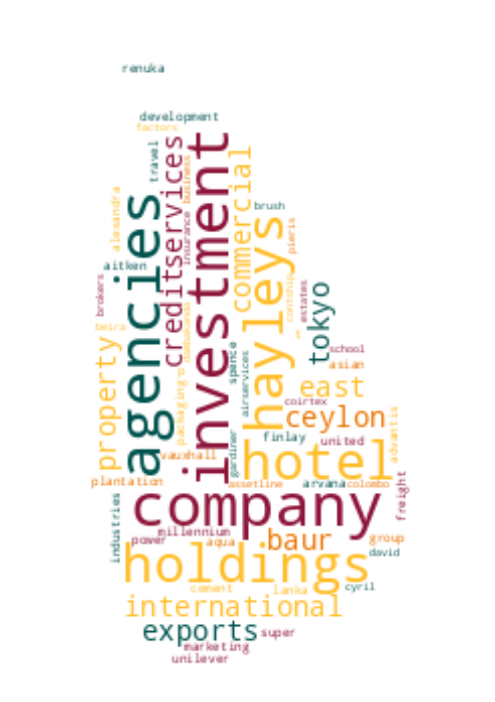 renuka
development
factors
travel
creditservices
business
investment
commercial
alexandra
agencies
insurance
brush
hayleys
pieris
aitken
brokers
estates
tokyo
beira
property
packaging
spence
airservices
school
asian
east
coirtex
ceylon
advantis
finlay
united
gardiner
vauxhall
hotel
plantation
assetline
arvana
colombo
freight
company
industries
millennium
power
aqua
baur
group
david
holdings
cement
lanka
cyril
international
exports
super
marketing
unilever